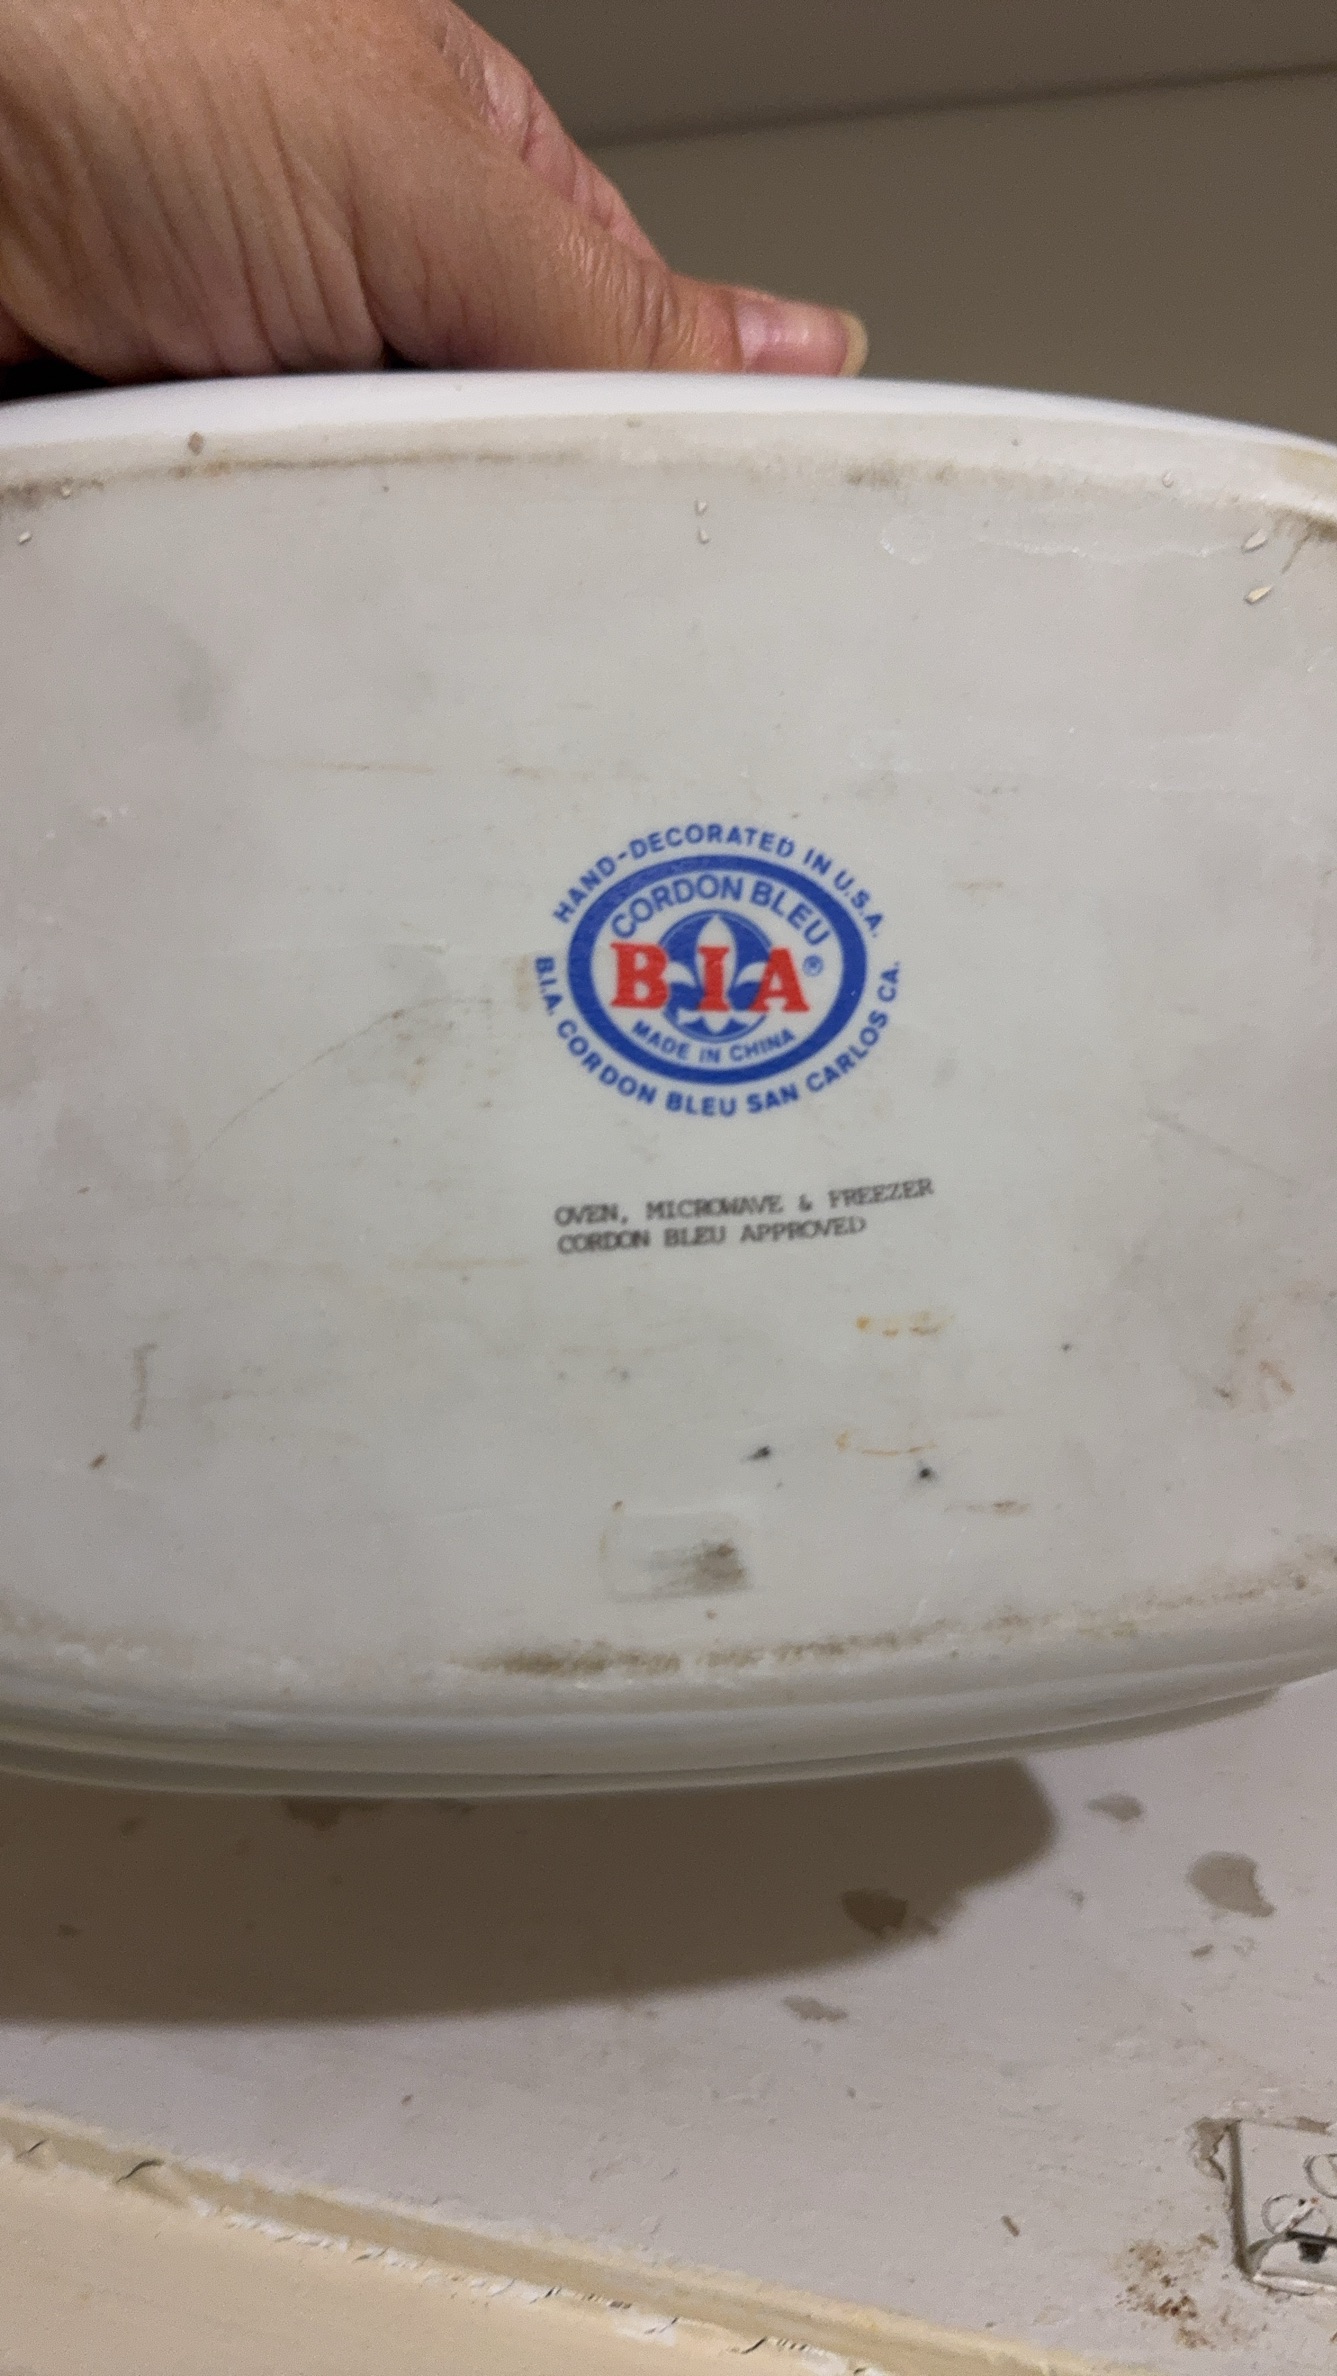 HAND-DECORATED IN U.S.A.
CORDON BLEU
BIA®
MADE IN CHINA
B.I.A. CORDON BLEU SAN CARLOS CA.
OVEN, MICROWAVE & FREEZER
CORDON BLEU APPROVED